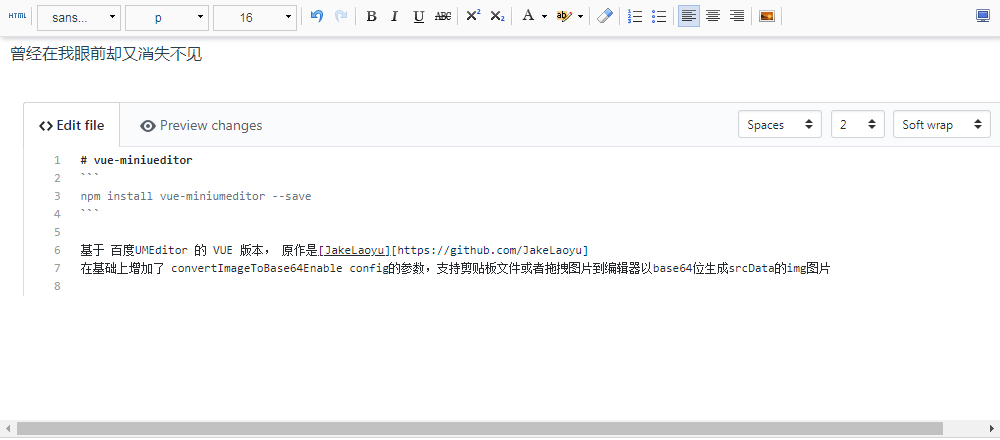 HTML sans... p 16 B I U ABC X² X₂ A ab
曾经在我眼前却又消失不见
<> Edit file Preview changes Spaces 2 Soft wrap
1 # vue-miniueditor
2 ```
3 npm install vue-miniumeditor --save
4 ```
5
6 基于 百度UMEditor 的 VUE 版本， 原作是[JakeLaoyu][https://github.com/JakeLaoyu]
7 在基础上增加了 convertImageToBase64Enable config的参数，支持剪贴板文件或者拖拽图片到编辑器以base64位生成srcData的img图片
8